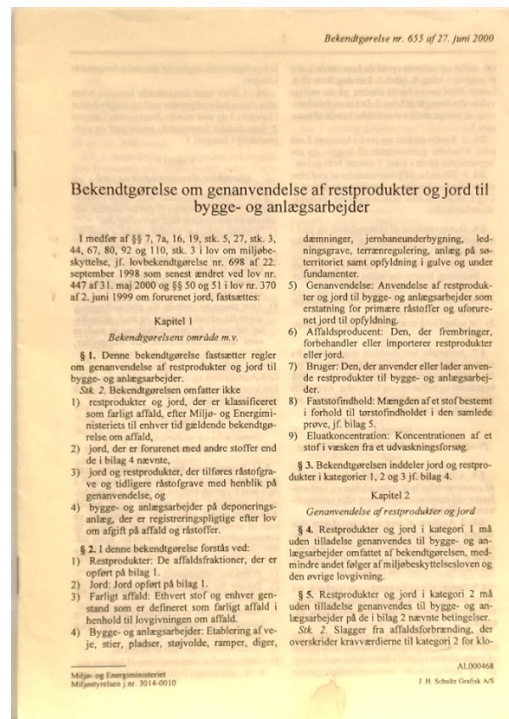 Bekendtgørelse nr. 655 af 27. juni 2000
Bekendtgørelse om genanvendelse af restprodukter og jord til
bygge- og anlægsarbejder
I medfør af §§ 7, 7a, 16, 19, stk. 5, 27, stk. 3,
44, 67, 80, 92 og 110, stk. 3 i lov om miljøbe-
skyttelse, jf. lovbekendtgørelse nr. 698 af 22.
september 1998 som senest ændret ved lov nr.
447 af 31. maj 2000 og §§ 50 og 51 i lov nr. 370
af 2. juni 1999 om forurenet jord, fastsættes:
Kapitel 1
Bekendtgørelsens område m.v.
§ 1. Denne bekendtgørelse fastsætter regler
om genanvendelse af restprodukter og jord til
bygge- og anlægsarbejder.
Stk. 2. Bekendtgørelsen omfatter ikke
1) restprodukter og jord, der er klassificeret
som farligt affald, efter Miljø- og Energimi-
nisteriets til enhver tid gældende bekendtgø-
relse om affald,
2) jord, der er forurenet med andre stoffer end
de i bilag 4 nævnte,
3) jord og restprodukter, der tilføres råstofgra-
ve og tidligere råstofgrave med henblik på
genanvendelse, og
4) bygge- og anlægsarbejder på deponerings-
anlæg, der er registreringspligtige efter lov
om afgift på affald og råstoffer.
§ 2. I denne bekendtgørelse forstås ved:
1) Restprodukter: De affaldsfraktioner, der er
opført på bilag 1.
2) Jord: Jord opført på bilag 1.
3) Farligt affald: Ethvert stof og enhver gen-
stand som er defineret som farligt affald i
henhold til lovgivningen om affald.
4) Bygge- og anlægsarbejder: Etablering af ve-
je, stier, pladser, støjvolde, ramper, diger,
dæmninger, jernbaneunderbygning, led-
ningsgrave, terrænregulering, anlæg på sø-
territoriet samt opfyldning i gulve og under
fundamenter.
5) Genanvendelse: Anvendelse af restproduk-
ter og jord til bygge- og anlægsarbejder som
erstatning for primære råstoffer og uforure-
net jord til opfyldning.
6) Affaldsproducent: Den, der frembringer,
forbehandler eller importerer restprodukter
eller jord.
7) Bruger: Den, der anvender eller lader anven-
de restprodukter til bygge- og anlægsarbej-
der.
8) Faststofindhold: Mængden af et stof bestemt
i forhold til tørstofindholdet i den samlede
prøve, jf. bilag 5.
9) Eluatkoncentration: Koncentrationen af et
stof i væsken fra et udvaskningsforsøg.
§ 3. Bekendtgørelsen inddeler jord og restpro-
dukter i kategorier 1, 2 og 3 jf. bilag 4.
Kapitel 2
Genanvendelse af restprodukter og jord
§ 4. Restprodukter og jord i kategori 1 må
uden tilladelse genanvendes til bygge- og an-
lægsarbejder omfattet af bekendtgørelsen, med-
mindre andet følger af miljøbeskyttelsesloven og
den øvrige lovgivning.
§ 5. Restprodukter og jord i kategori 2 må
uden tilladelse genanvendes til bygge- og an-
lægsarbejder på de i bilag 2 nævnte betingelser.
Stk. 2. Slagger fra affaldsforbrænding, der
overskrider kravværdierne til kategori 2 for klo-
Miljø- og Energiministeriet
Miljøstyrelsen j.nr. 3014-0010
AL000468
J. H. Schultz Grafisk A/S